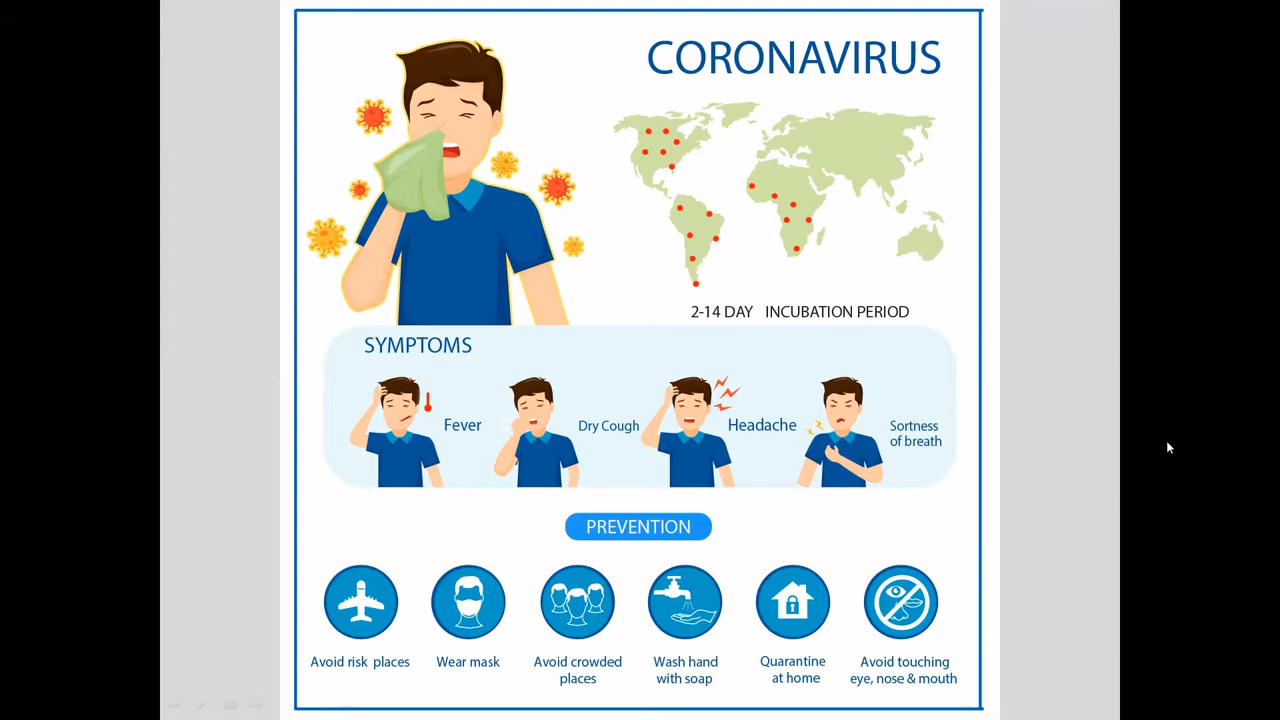 CORONAVIRUS
2-14 DAY INCUBATION PERIOD
SYMPTOMS
Fever
Dry Cough
Headache
Sortness
of breath
PREVENTION
Avoid risk places
Wear mask
Avoid crowded
places
Wash hand
with soap
Quarantine
at home
Avoid touching
eye, nose & mouth